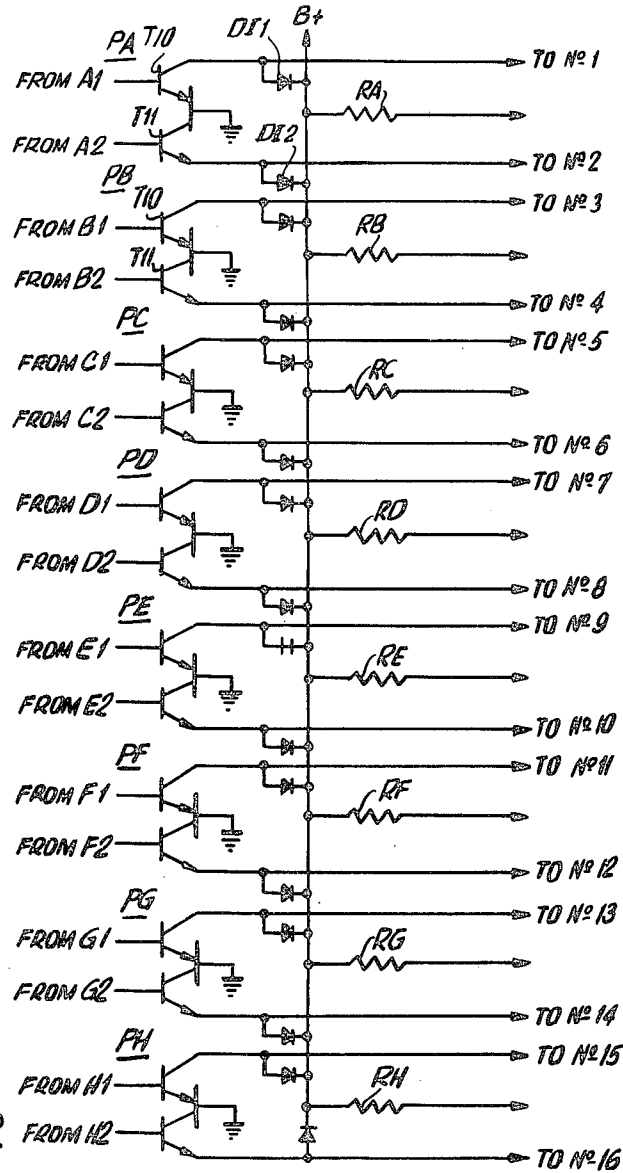 B+
PA T10 DI1
FROM A1 TO Nº 1
RA
T11
FROM A2 DI2 TO Nº 2
PB
T10 TO Nº 3
FROM B1
RB
T11
FROM B2 TO Nº 4
PC TO Nº 5
FROM C1
RC
FROM C2 TO Nº 6
PD TO Nº 7
FROM D1
RD
FROM D2 TO Nº 8
PE TO Nº 9
FROM E1
RE
FROM E2 TO Nº 10
PF TO Nº 11
FROM F1
RF
FROM F2 TO Nº 12
PG TO Nº 13
FROM G1
RG
FROM G2 TO Nº 14
PH TO Nº 15
FROM H1
RH
FROM H2 TO Nº 16